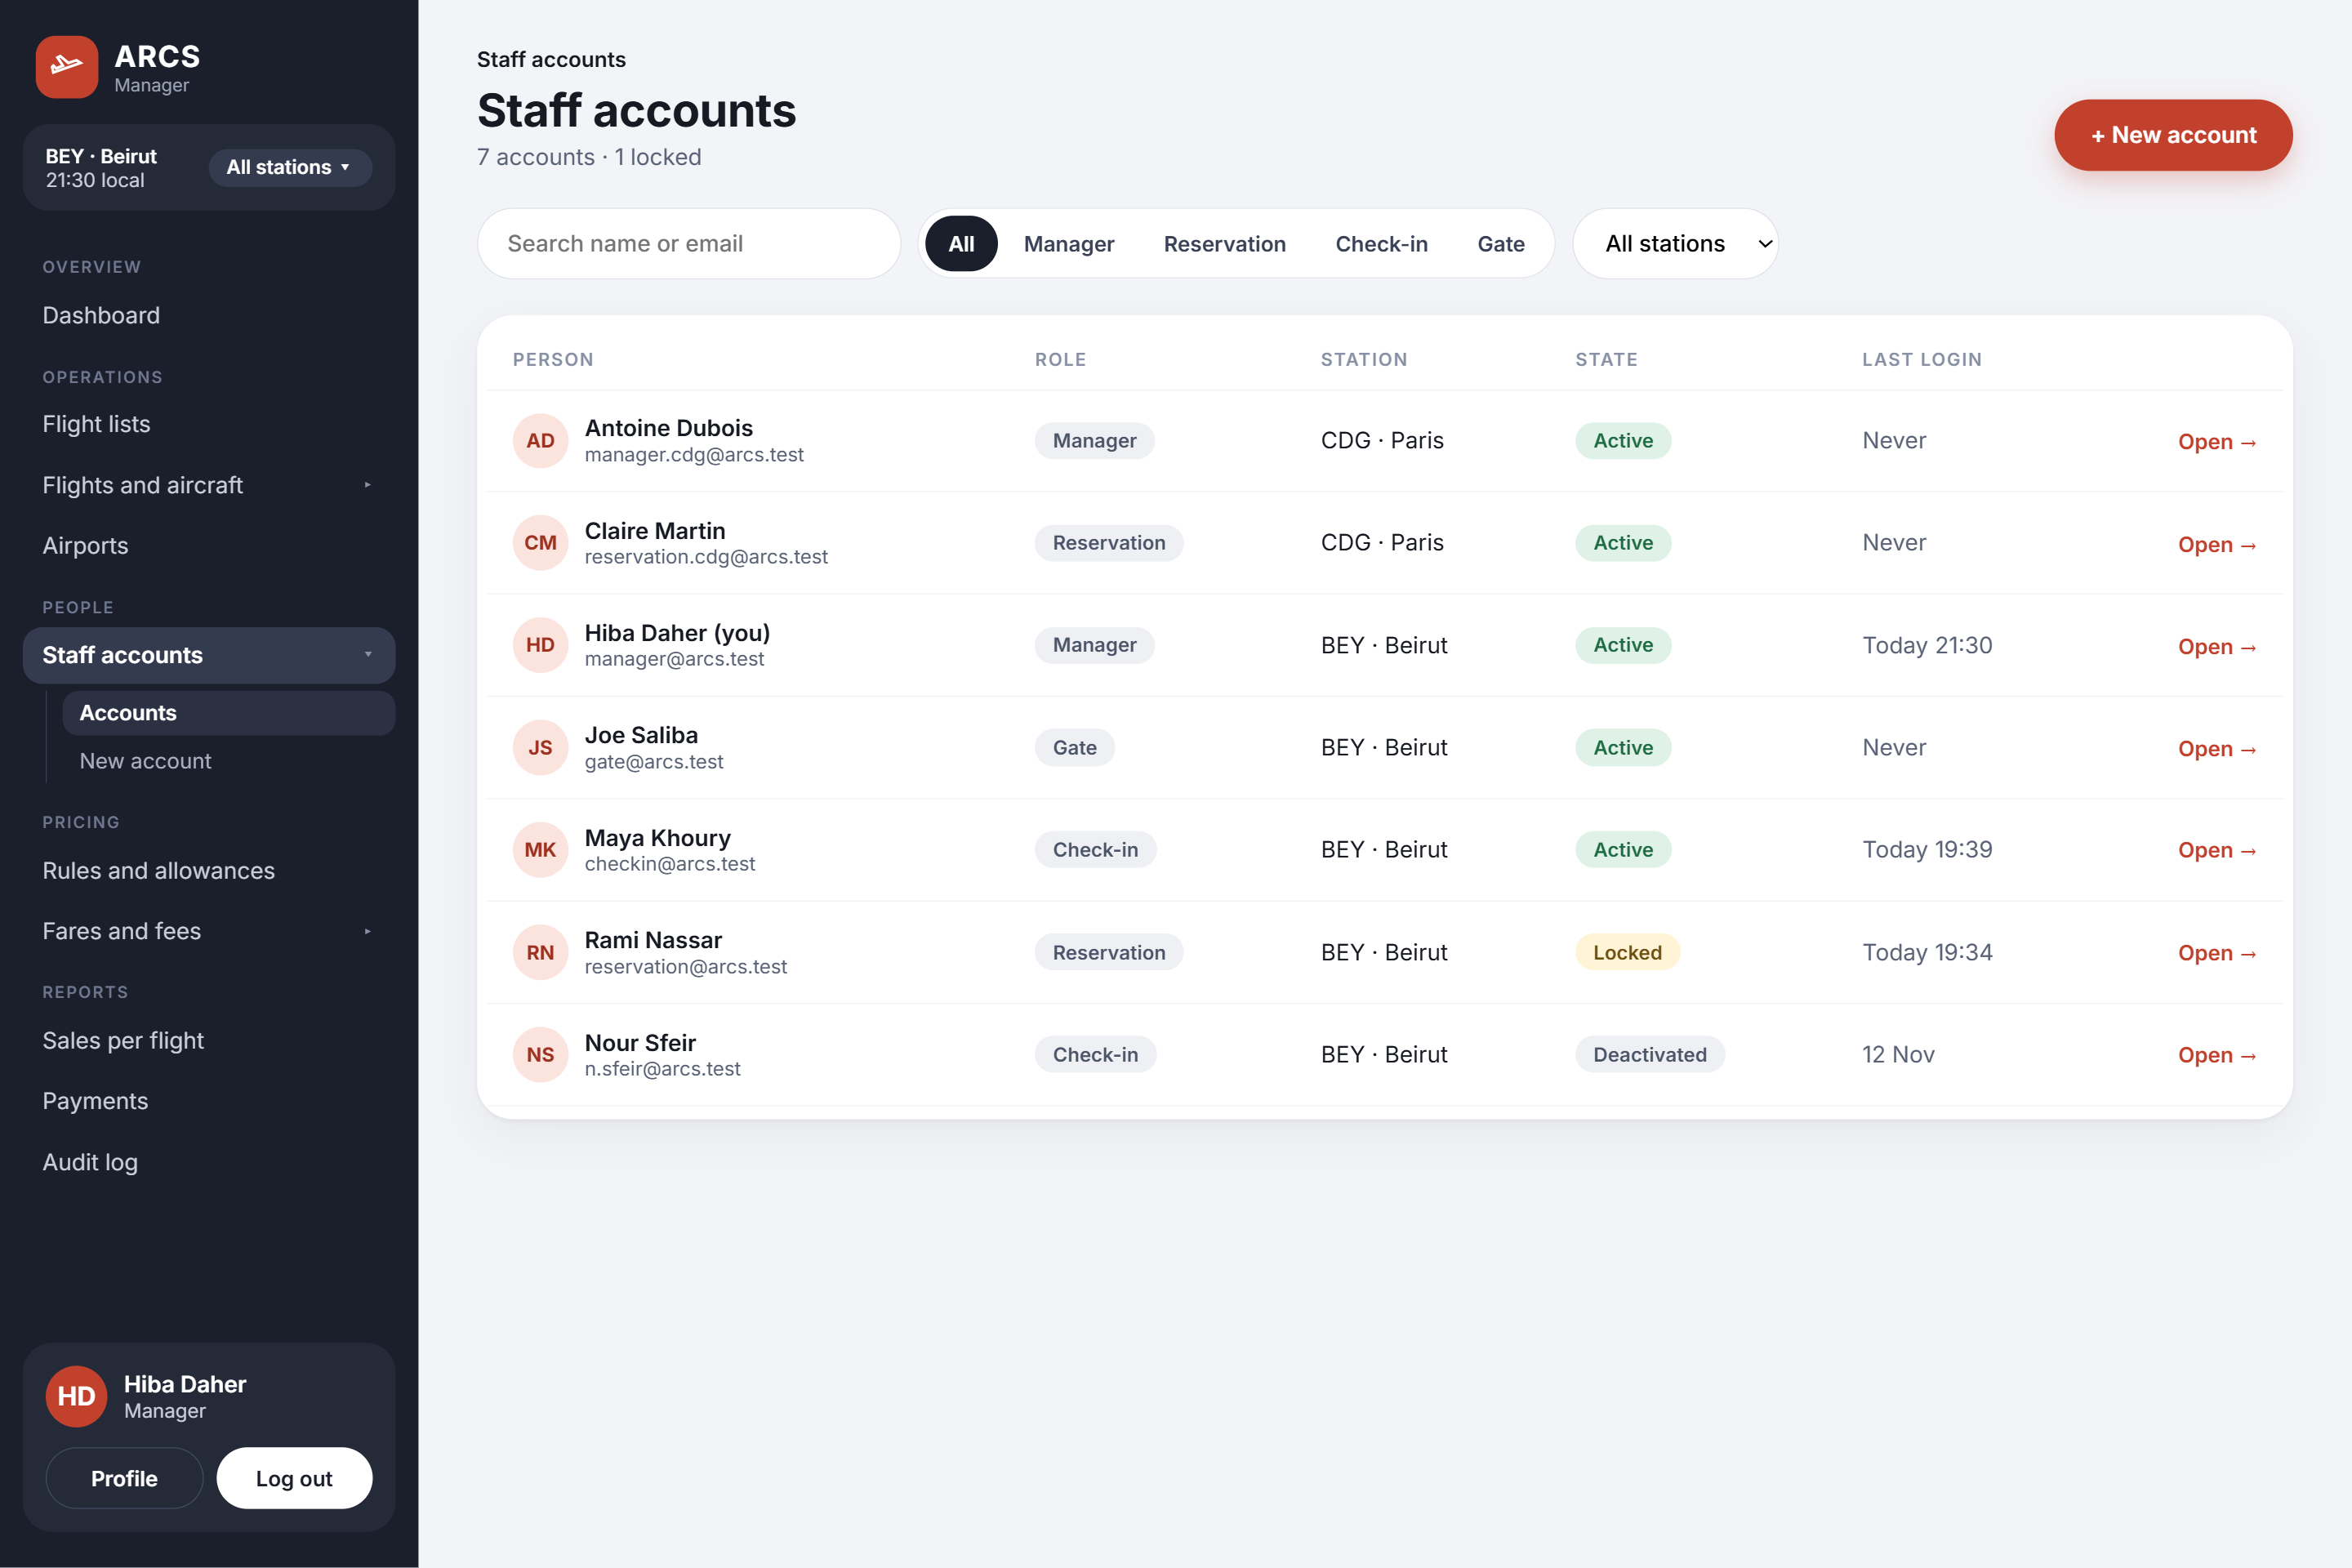 ARCS
Manager
BEY · Beirut
21:30 local
All stations
OVERVIEW
Dashboard
OPERATIONS
Flight lists
Flights and aircraft
Airports
PEOPLE
Staff accounts
Accounts
New account
PRICING
Rules and allowances
Fares and fees
REPORTS
Sales per flight
Payments
Audit log
HD
Hiba Daher
Manager
Profile
Log out
Staff accounts
Staff accounts
7 accounts · 1 locked
+ New account
Search name or email
All Manager Reservation Check-in Gate
All stations
PERSON ROLE STATION STATE LAST LOGIN
AD Antoine Dubois
manager.cdg@arcs.test
Manager CDG · Paris Active Never Open →
CM Claire Martin
reservation.cdg@arcs.test
Reservation CDG · Paris Active Never Open →
HD Hiba Daher (you)
manager@arcs.test
Manager BEY · Beirut Active Today 21:30 Open →
JS Joe Saliba
gate@arcs.test
Gate BEY · Beirut Active Never Open →
MK Maya Khoury
checkin@arcs.test
Check-in BEY · Beirut Active Today 19:39 Open →
RN Rami Nassar
reservation@arcs.test
Reservation BEY · Beirut Locked Today 19:34 Open →
NS Nour Sfeir
n.sfeir@arcs.test
Check-in BEY · Beirut Deactivated 12 Nov Open →